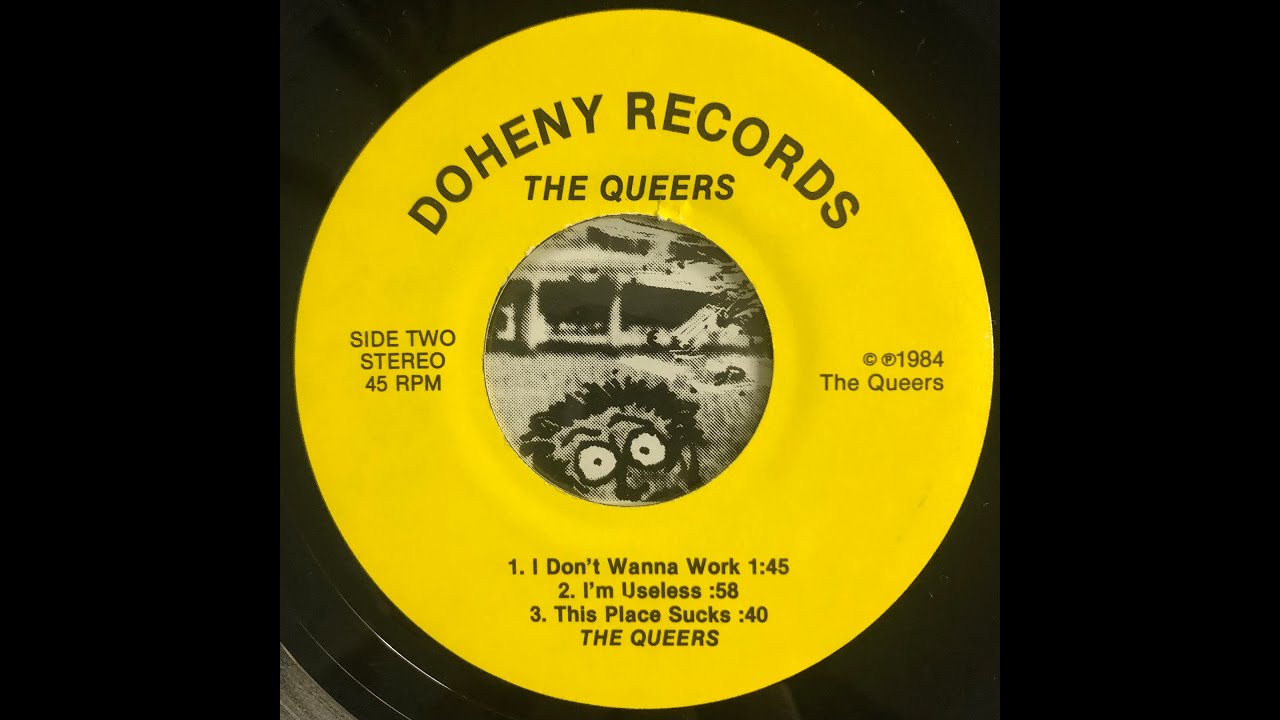 DOHENY RECORDS
THE QUEERS
SIDE TWO
STEREO
45 RPM
© ℗1984
The Queers
1. I Don't Wanna Work 1:45
2. I'm Useless :58
3. This Place Sucks :40
THE QUEERS